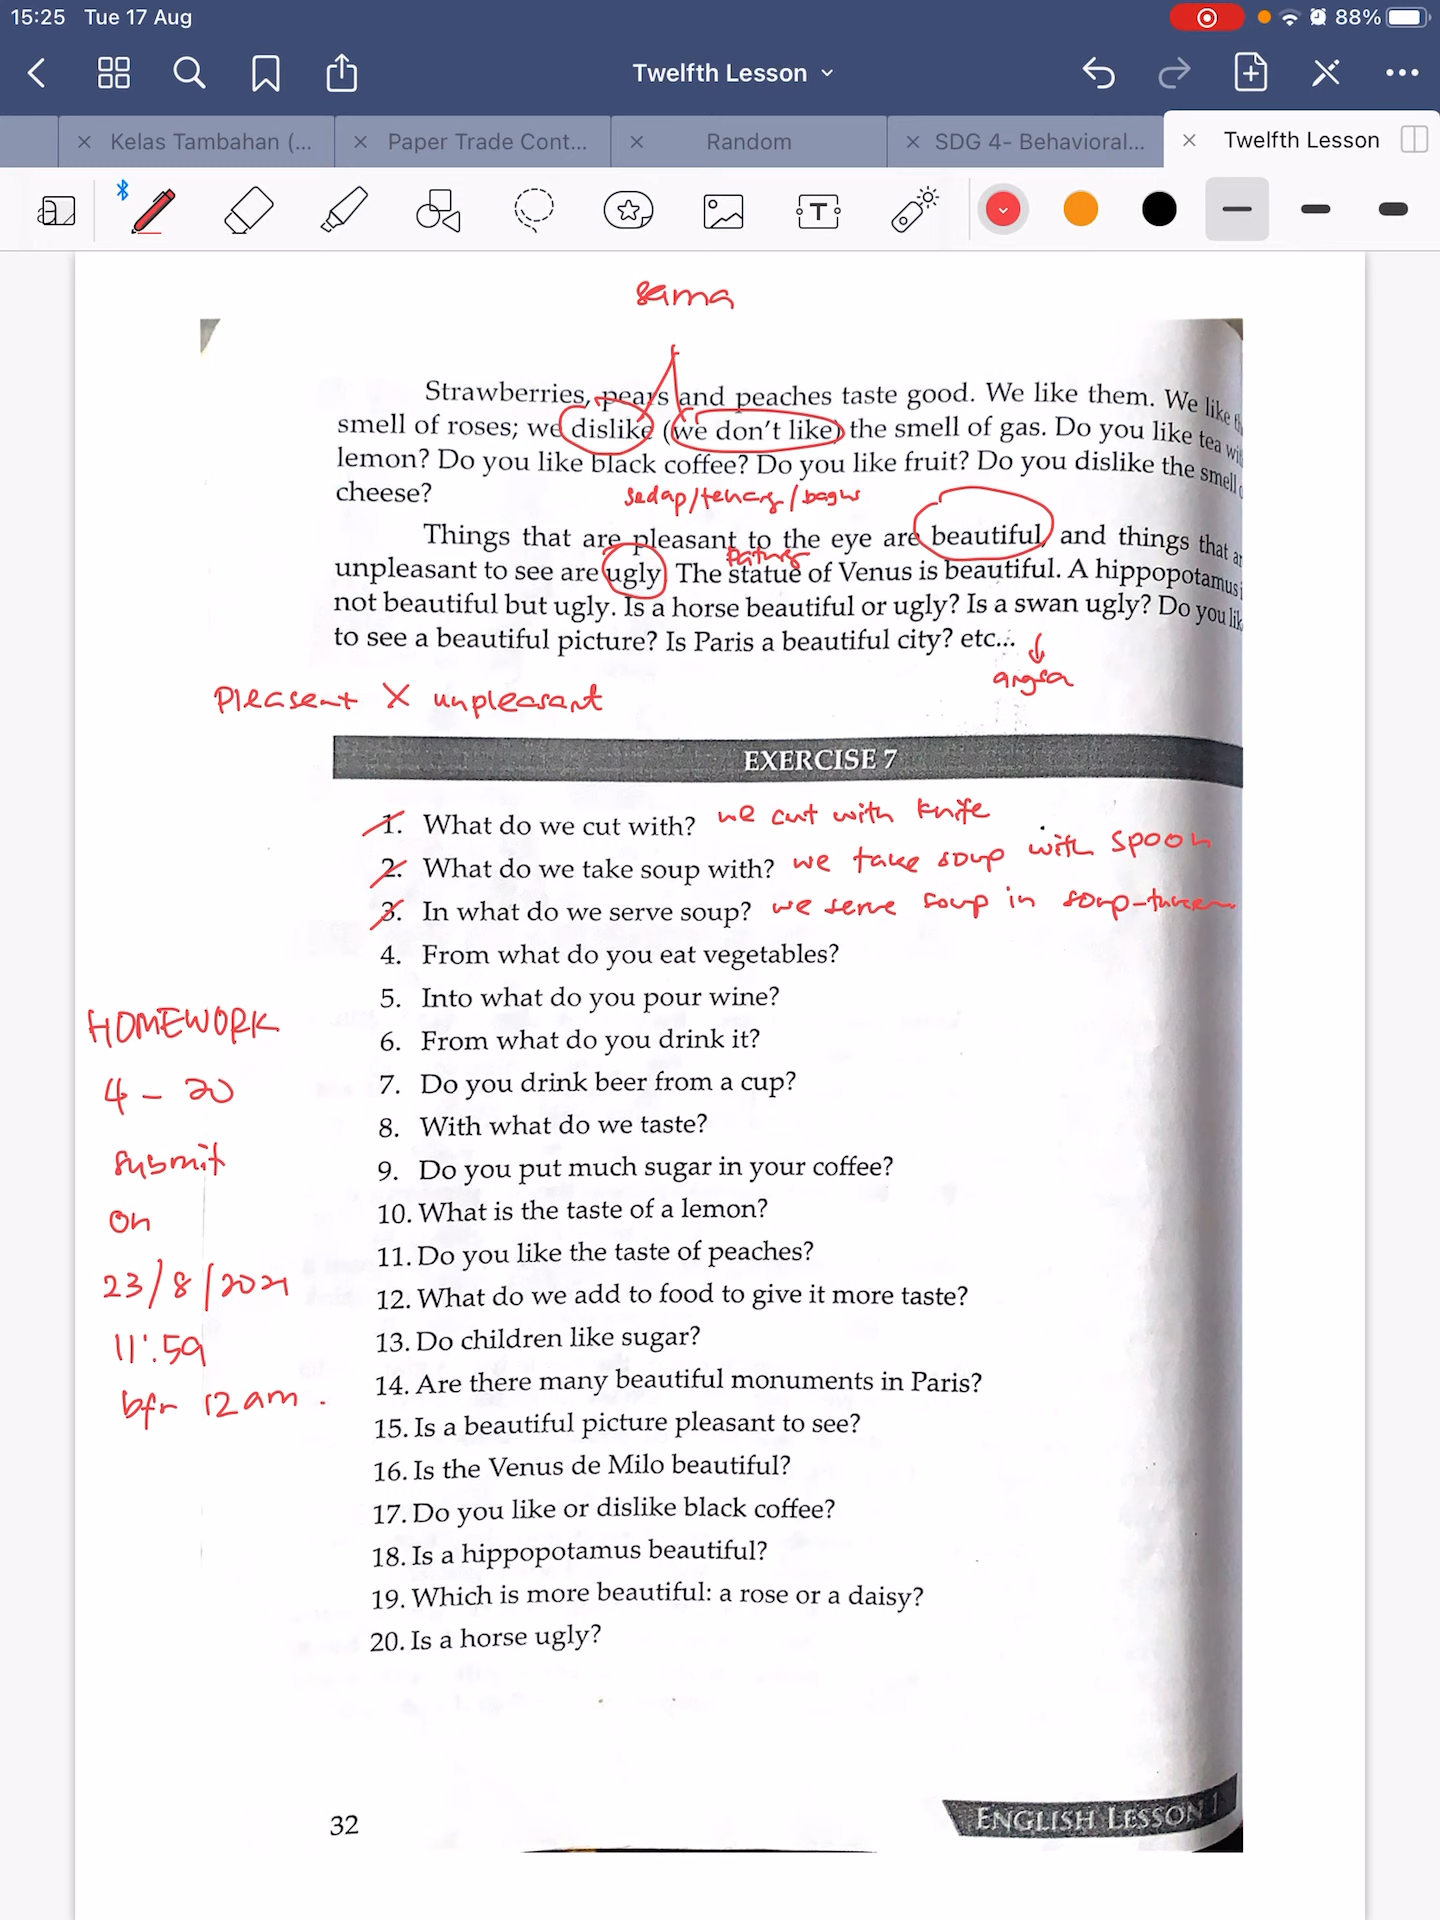 15:25 Tue 17 Aug
88%
Twelfth Lesson
Kelas Tambahan (...
Paper Trade Cont...
Random
SDG 4- Behavioral...
Twelfth Lesson
sama
Strawberries, pears and peaches taste good. We like them. We like
smell of roses; we dislike (we don't like) the smell of gas. Do you like tea
lemon? Do you like black coffee? Do you like fruit? Do you dislike the smell
cheese?
sedap/tenang/bagus
Things that are pleasant to the eye are beautiful, and things that
patung
unpleasant to see are ugly. The statue of Venus is beautiful. A hippopotamus
not beautiful but ugly. Is a horse beautiful or ugly? Is a swan ugly? Do you
to see a beautiful picture? Is Paris a beautiful city? etc...
angsa
Pleasent X unpleasant
EXERCISE 7
1. What do we cut with? we cut with knife
2. What do we take soup with? we take soup with spoon
3. In what do we serve soup? we serve soup in
4. From what do you eat vegetables?
5. Into what do you pour wine?
6. From what do you drink it?
7. Do you drink beer from a cup?
8. With what do we taste?
9. Do you put much sugar in your coffee?
10. What is the taste of a lemon?
11. Do you like the taste of peaches?
12. What do we add to food to give it more taste?
13. Do children like sugar?
14. Are there many beautiful monuments in Paris?
15. Is a beautiful picture pleasant to see?
16. Is the Venus de Milo beautiful?
17. Do you like or dislike black coffee?
18. Is a hippopotamus beautiful?
19. Which is more beautiful: a rose or a daisy?
20. Is a horse ugly?
HOMEWORK
4 - 20
submit
on
23/8/2021
11:59
bfr 12 am.
32
ENGLISH LESSON 1